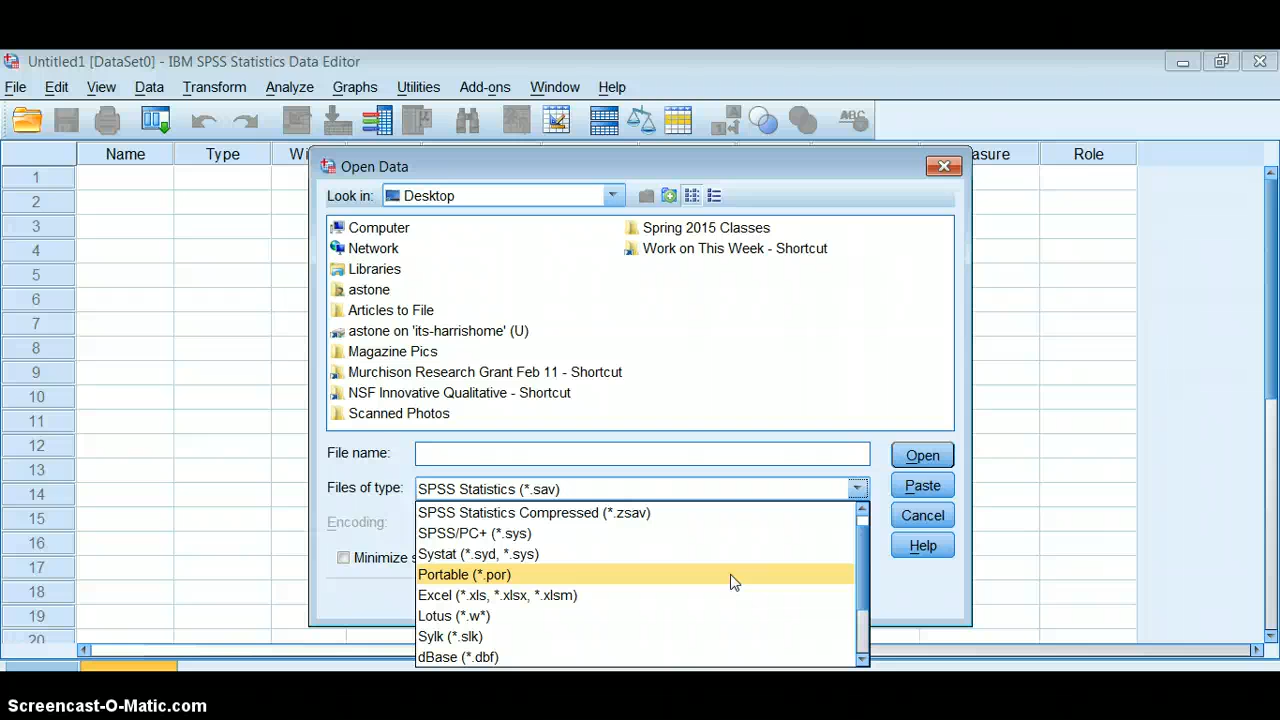 Untitled1 [DataSet0] - IBM SPSS Statistics Data Editor
File Edit View Data Transform Analyze Graphs Utilities Add-ons Window Help
ABC
Name Type Wi asure Role
Open Data
Look in: Desktop
Computer
Network
Libraries
astone
Articles to File
astone on 'its-harrishome' (U)
Magazine Pics
Murchison Research Grant Feb 11 - Shortcut
NSF Innovative Qualitative - Shortcut
Scanned Photos
Spring 2015 Classes
Work on This Week - Shortcut
File name:
Open
Files of type: SPSS Statistics (*.sav)
Paste
Encoding:
Cancel
Minimize s
Help
SPSS Statistics Compressed (*.zsav)
SPSS/PC+ (*.sys)
Systat (*.syd, *.sys)
Portable (*.por)
Excel (*.xls, *.xlsx, *.xlsm)
Lotus (*.w*)
Sylk (*.slk)
dBase (*.dbf)
1
2
3
4
5
6
7
8
9
10
11
12
13
14
15
16
17
18
19
20
Screencast-O-Matic.com